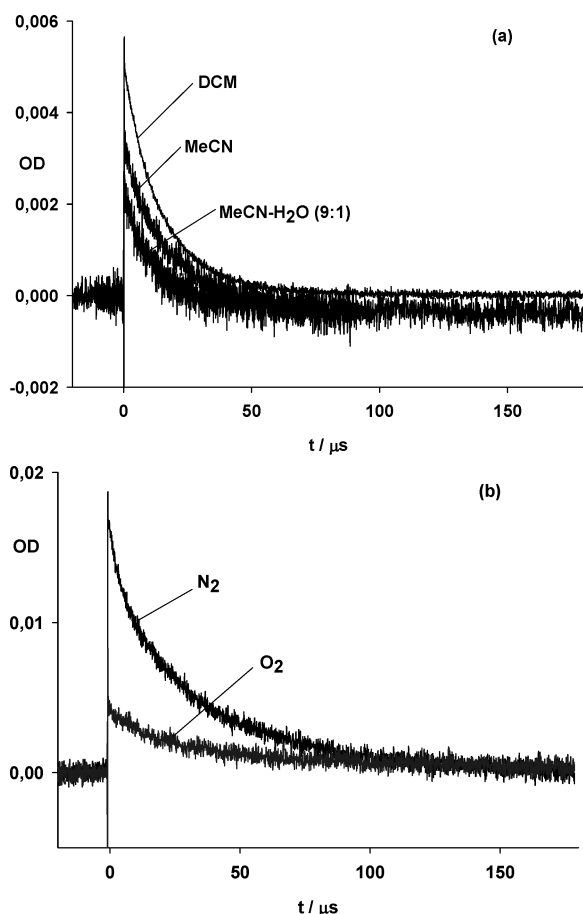 0,006
(a)
DCM
0,004
MeCN
OD
0,002
MeCN-H2O (9:1)
0,000
-0,002
0
50
100
150
t / μs
0,02
(b)
OD
N2
0,01
O2
0,00
0
50
100
150
t / μs